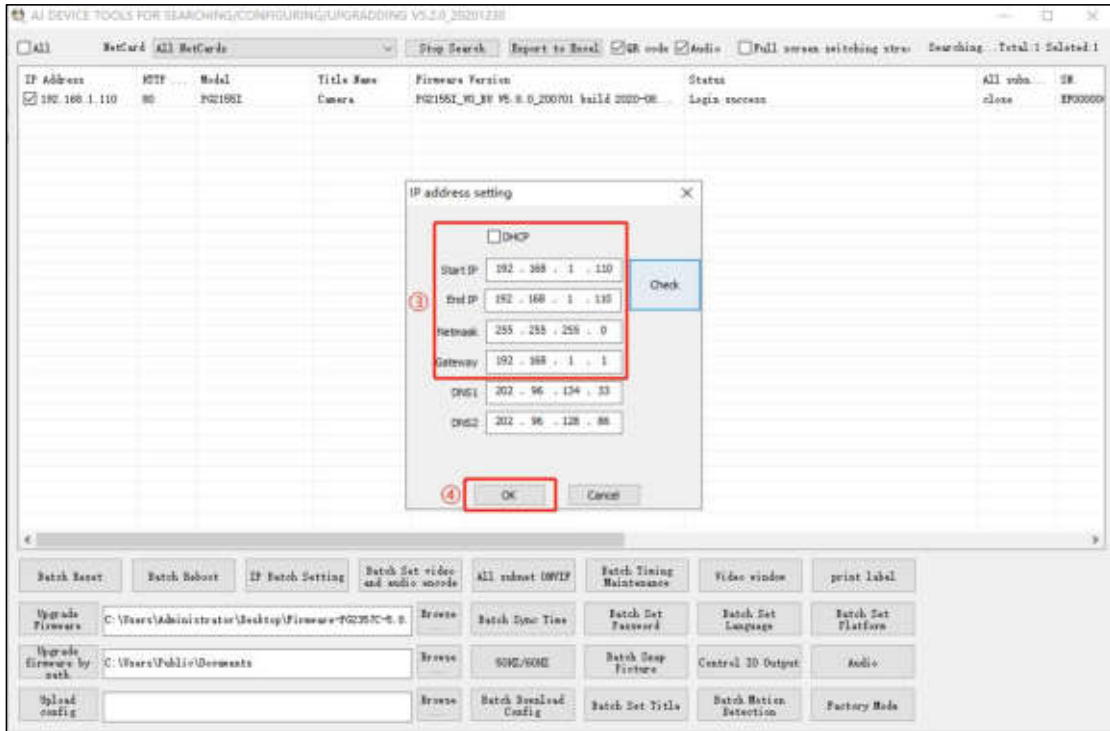 AI DEVICE TOOLS FOR SEARCHING/CONFIGURING/UPGRADDING V5.2.0_20201230
All NetCard All NetCards Stop Search Export to Excel QR code Audio Full screen switching Searching Total:1 Seleted:1
IP Address HTTP ... Model Title Name Firmware Version Status All subn... SN
192.168.1.110 80 PG2155I Camera build Login success close
IP address setting
DHCP
Start IP 192 . 168 . 1 . 110
Check
③ End IP 192 . 168 . 1 . 110
Netmask 255 . 255 . 255 . 0
Gateway 192 . 168 . 1 . 1
DNS1 202 . 96 . 134 . 33
DNS2 202 . 96 . 128 . 86
④ OK Cancel
Batch Reset Batch Reboot IP Batch Setting Batch Set video and audio encode All subnet ONVIF Batch Timing Maintenance Video window print label
Upgrade Firmware Browse Batch Sync Time Batch Set Password Batch Set Language Batch Set Platform
Upgrade firmware by path C:\Users\Public\Documents Browse 50HZ/60HZ Batch Snap Picture Control IO Output Audio
Upload config Browse Batch Download Config Batch Set Title Batch Motion Detection Factory Mode